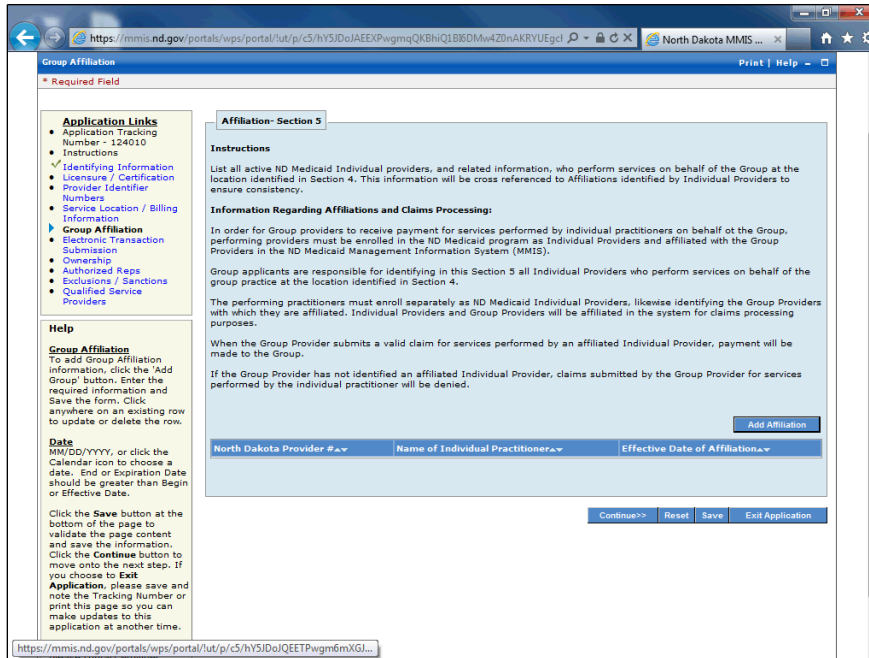 https://mmis.nd.gov/portals/wps/portal/!ut/p/c5/
North Dakota MMIS ...
Group Affiliation
Print | Help
* Required Field
Application Links
Application Tracking
Number - 124010
Instructions
Identifying Information
Licensure / Certification
Provider Identifier
Numbers
Service Location / Billing
Information
Group Affiliation
Electronic Transaction
Submission
Ownership
Authorized Reps
Exclusions / Sanctions
Qualified Service
Providers
Help
Group Affiliation
To add Group Affiliation
information, click the 'Add
Group' button. Enter the
required information and
Save the form. Click
anywhere on an existing row
to update or delete the row.
Date
MM/DD/YYYY, or click the
Calendar icon to choose a
date. End or Expiration Date
should be greater than Begin
or Effective Date.
Click the Save button at the
bottom of the page to
validate the page content
and save the information.
Click the Continue button to
move onto the next step. If
you choose to Exit
Application, please save and
note the Tracking Number or
print this page so you can
make updates to this
application at another time.
Affiliation- Section 5
Instructions
List all active ND Medicaid Individual providers, and related information, who perform services on behalf of the Group at the
location identified in Section 4. This information will be cross referenced to Affiliations identified by Individual Providers to
ensure consistency.
Information Regarding Affiliations and Claims Processing:
In order for Group providers to receive payment for services performed by individual practitioners on behalf ot the Group,
performing providers must be enrolled in the ND Medicaid program as Individual Providers and affiliated with the Group
Providers in the ND Medicaid Management Information System (MMIS).
Group applicants are responsible for identifying in this Section 5 all Individual Providers who perform services on behalf of the
group practice at the location identified in Section 4.
The performing practitioners must enroll separately as ND Medicaid Individual Providers, likewise identifying the Group Providers
with which they are affiliated. Individual Providers and Group Providers will be affiliated in the system for claims processing
purposes.
When the Group Provider submits a valid claim for services performed by an affiliated Individual Provider, payment will be
made to the Group.
If the Group Provider has not identified an affiliated Individual Provider, claims submitted by the Group Provider for services
performed by the individual practitioner will be denied.
Add Affiliation
North Dakota Provider # Name of Individual Practitioner Effective Date of Affiliation
Continue>> Reset Save Exit Application
https://mmis.nd.gov/portals/wps/portal/!ut/p/c5/hY5JDoJQEETPwgm6mXGJ...